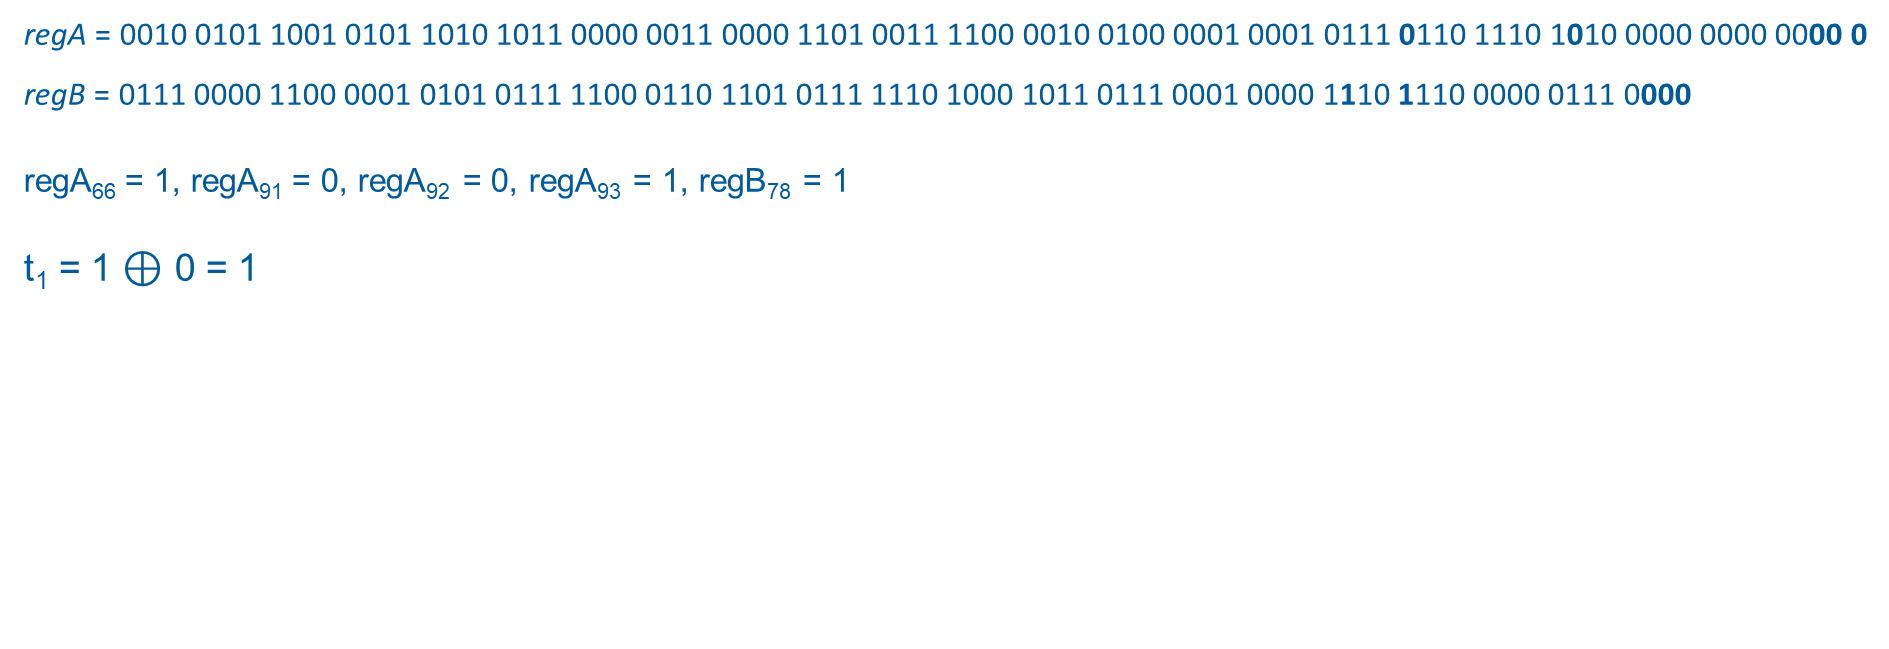 regA = 0010 0101 1001 0101 1010 1011 0000 0011 0000 1101 0011 1100 0010 0100 0001 0001 0111 0110 1110 1010 0000 0000 0000 0
regB = 0111 0000 1100 0001 0101 0111 1100 0110 1101 0111 1110 1000 1011 0111 0001 0000 1110 1110 0000 0111 0000
regA₆₆ = 1, regA₉₁ = 0, regA₉₂ = 0, regA₉₃ = 1, regB₇₈ = 1
t₁ = 1 ⊕ 0 = 1